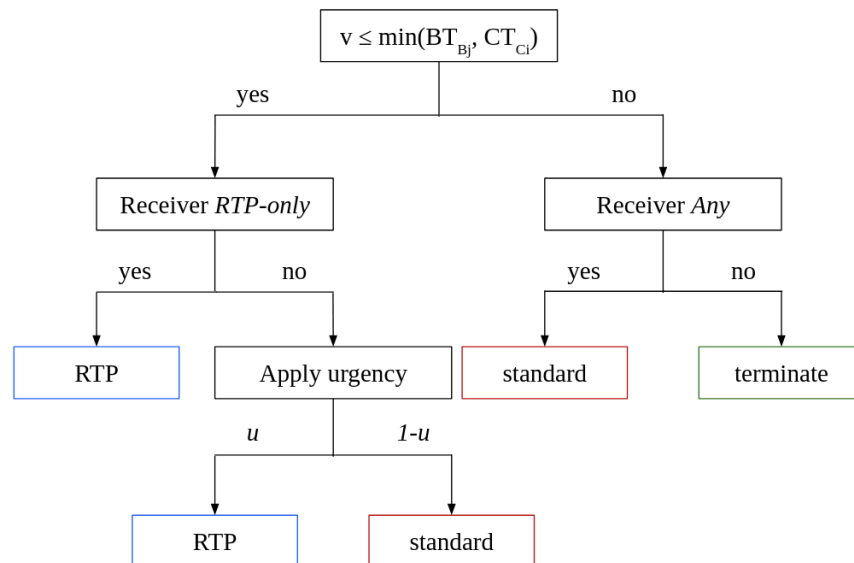 v ≤ min(BT_Bj, CT_Ci)
yes
no
Receiver RTP-only
Receiver Any
yes
no
yes
no
RTP
Apply urgency
standard
terminate
u
1-u
RTP
standard